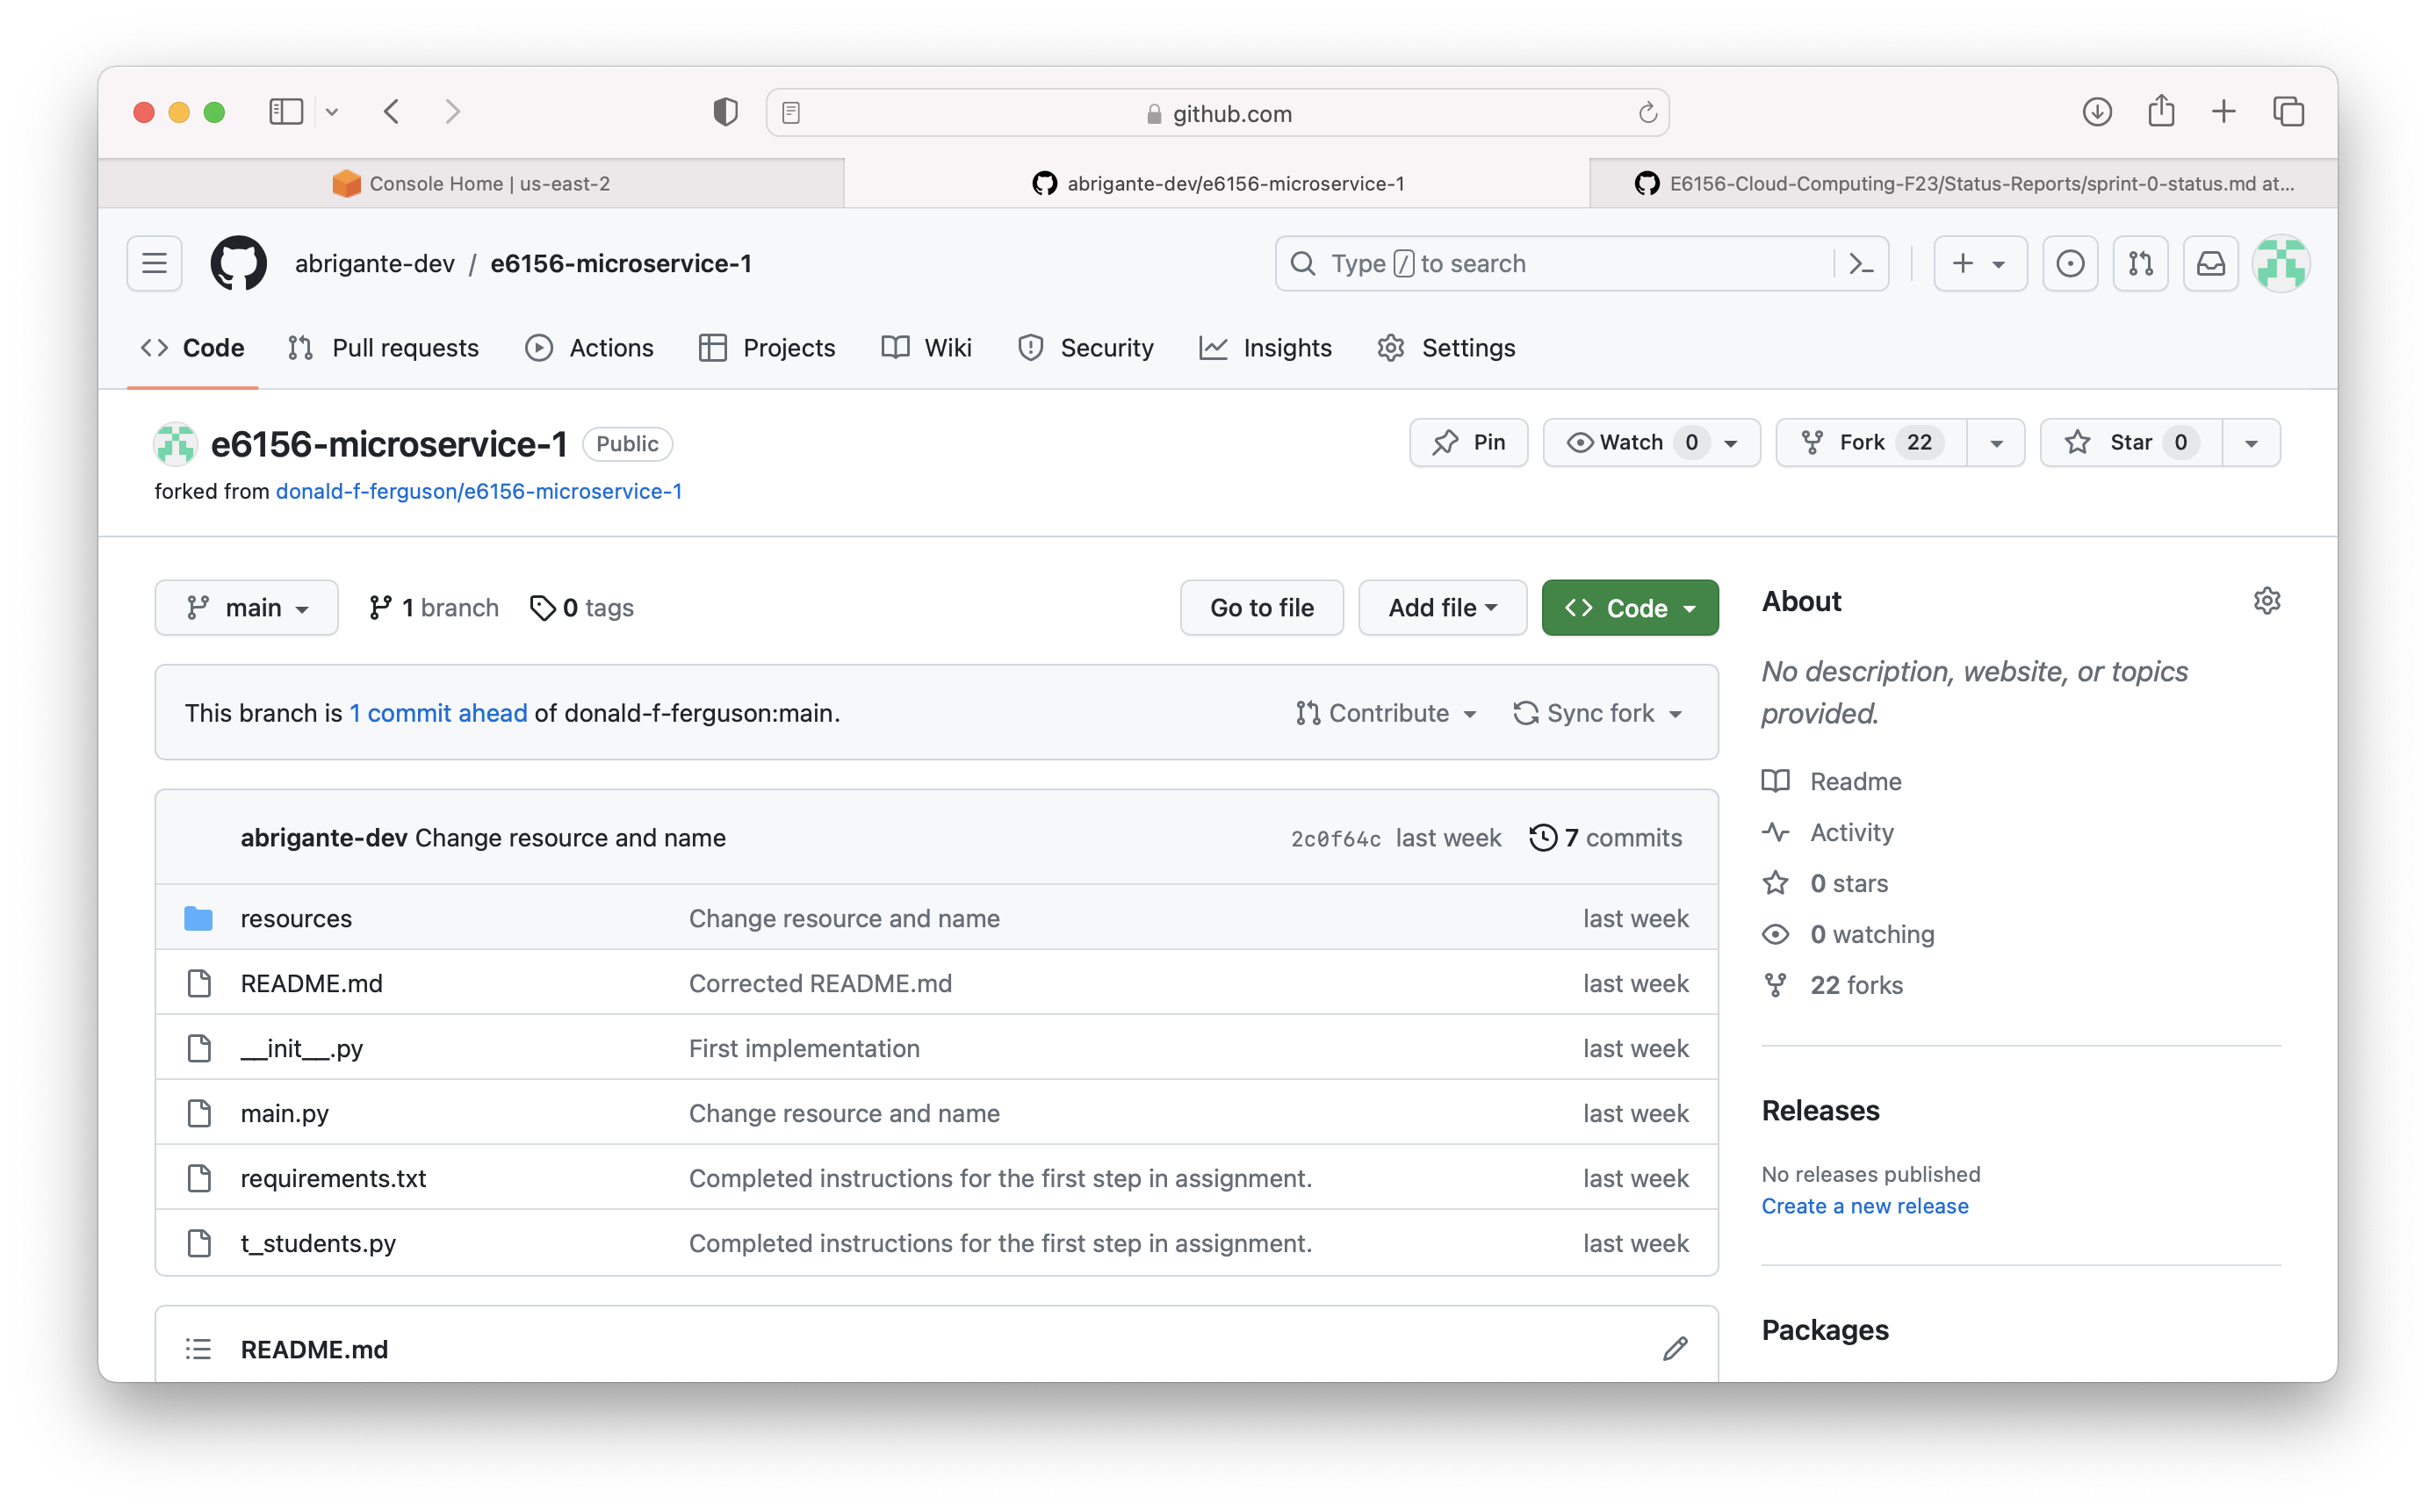 github.com
Console Home | us-east-2
abrigante-dev/e6156-microservice-1
E6156-Cloud-Computing-F23/Status-Reports/sprint-0-status.md at...
abrigante-dev / e6156-microservice-1
Type / to search
Code Pull requests Actions Projects Wiki Security Insights Settings
e6156-microservice-1 Public
Pin Watch 0 Fork 22 Star 0
forked from donald-f-ferguson/e6156-microservice-1
main 1 branch 0 tags
Go to file Add file Code
This branch is 1 commit ahead of donald-f-ferguson:main.
Contribute Sync fork
abrigante-dev Change resource and name 2c0f64c last week 7 commits
resources Change resource and name last week
README.md Corrected README.md last week
__init__.py First implementation last week
main.py Change resource and name last week
requirements.txt Completed instructions for the first step in assignment. last week
t_students.py Completed instructions for the first step in assignment. last week
README.md
About
No description, website, or topics
provided.
Readme
Activity
0 stars
0 watching
22 forks
Releases
No releases published
Create a new release
Packages